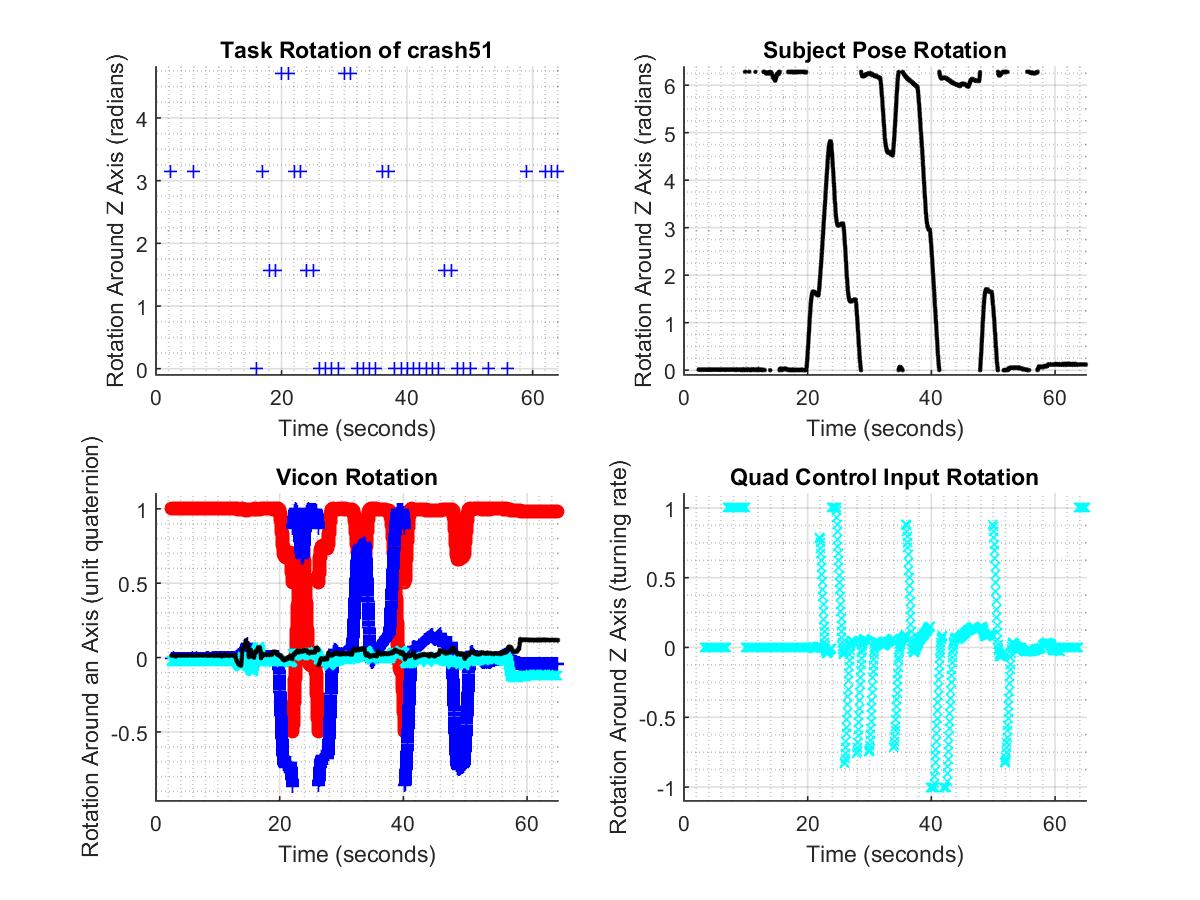 Task Rotation of crash51
Rotation Around Z Axis (radians)
4
3
2
1
0
0 20 40 60
Time (seconds)
Subject Pose Rotation
Rotation Around Z Axis (radians)
6
5
4
3
2
1
0
0 20 40 60
Time (seconds)
Vicon Rotation
Rotation Around an Axis (unit quaternion)
1
0.5
0
-0.5
0 20 40 60
Time (seconds)
Quad Control Input Rotation
Rotation Around Z Axis (turning rate)
1
0.5
0
-0.5
-1
0 20 40 60
Time (seconds)